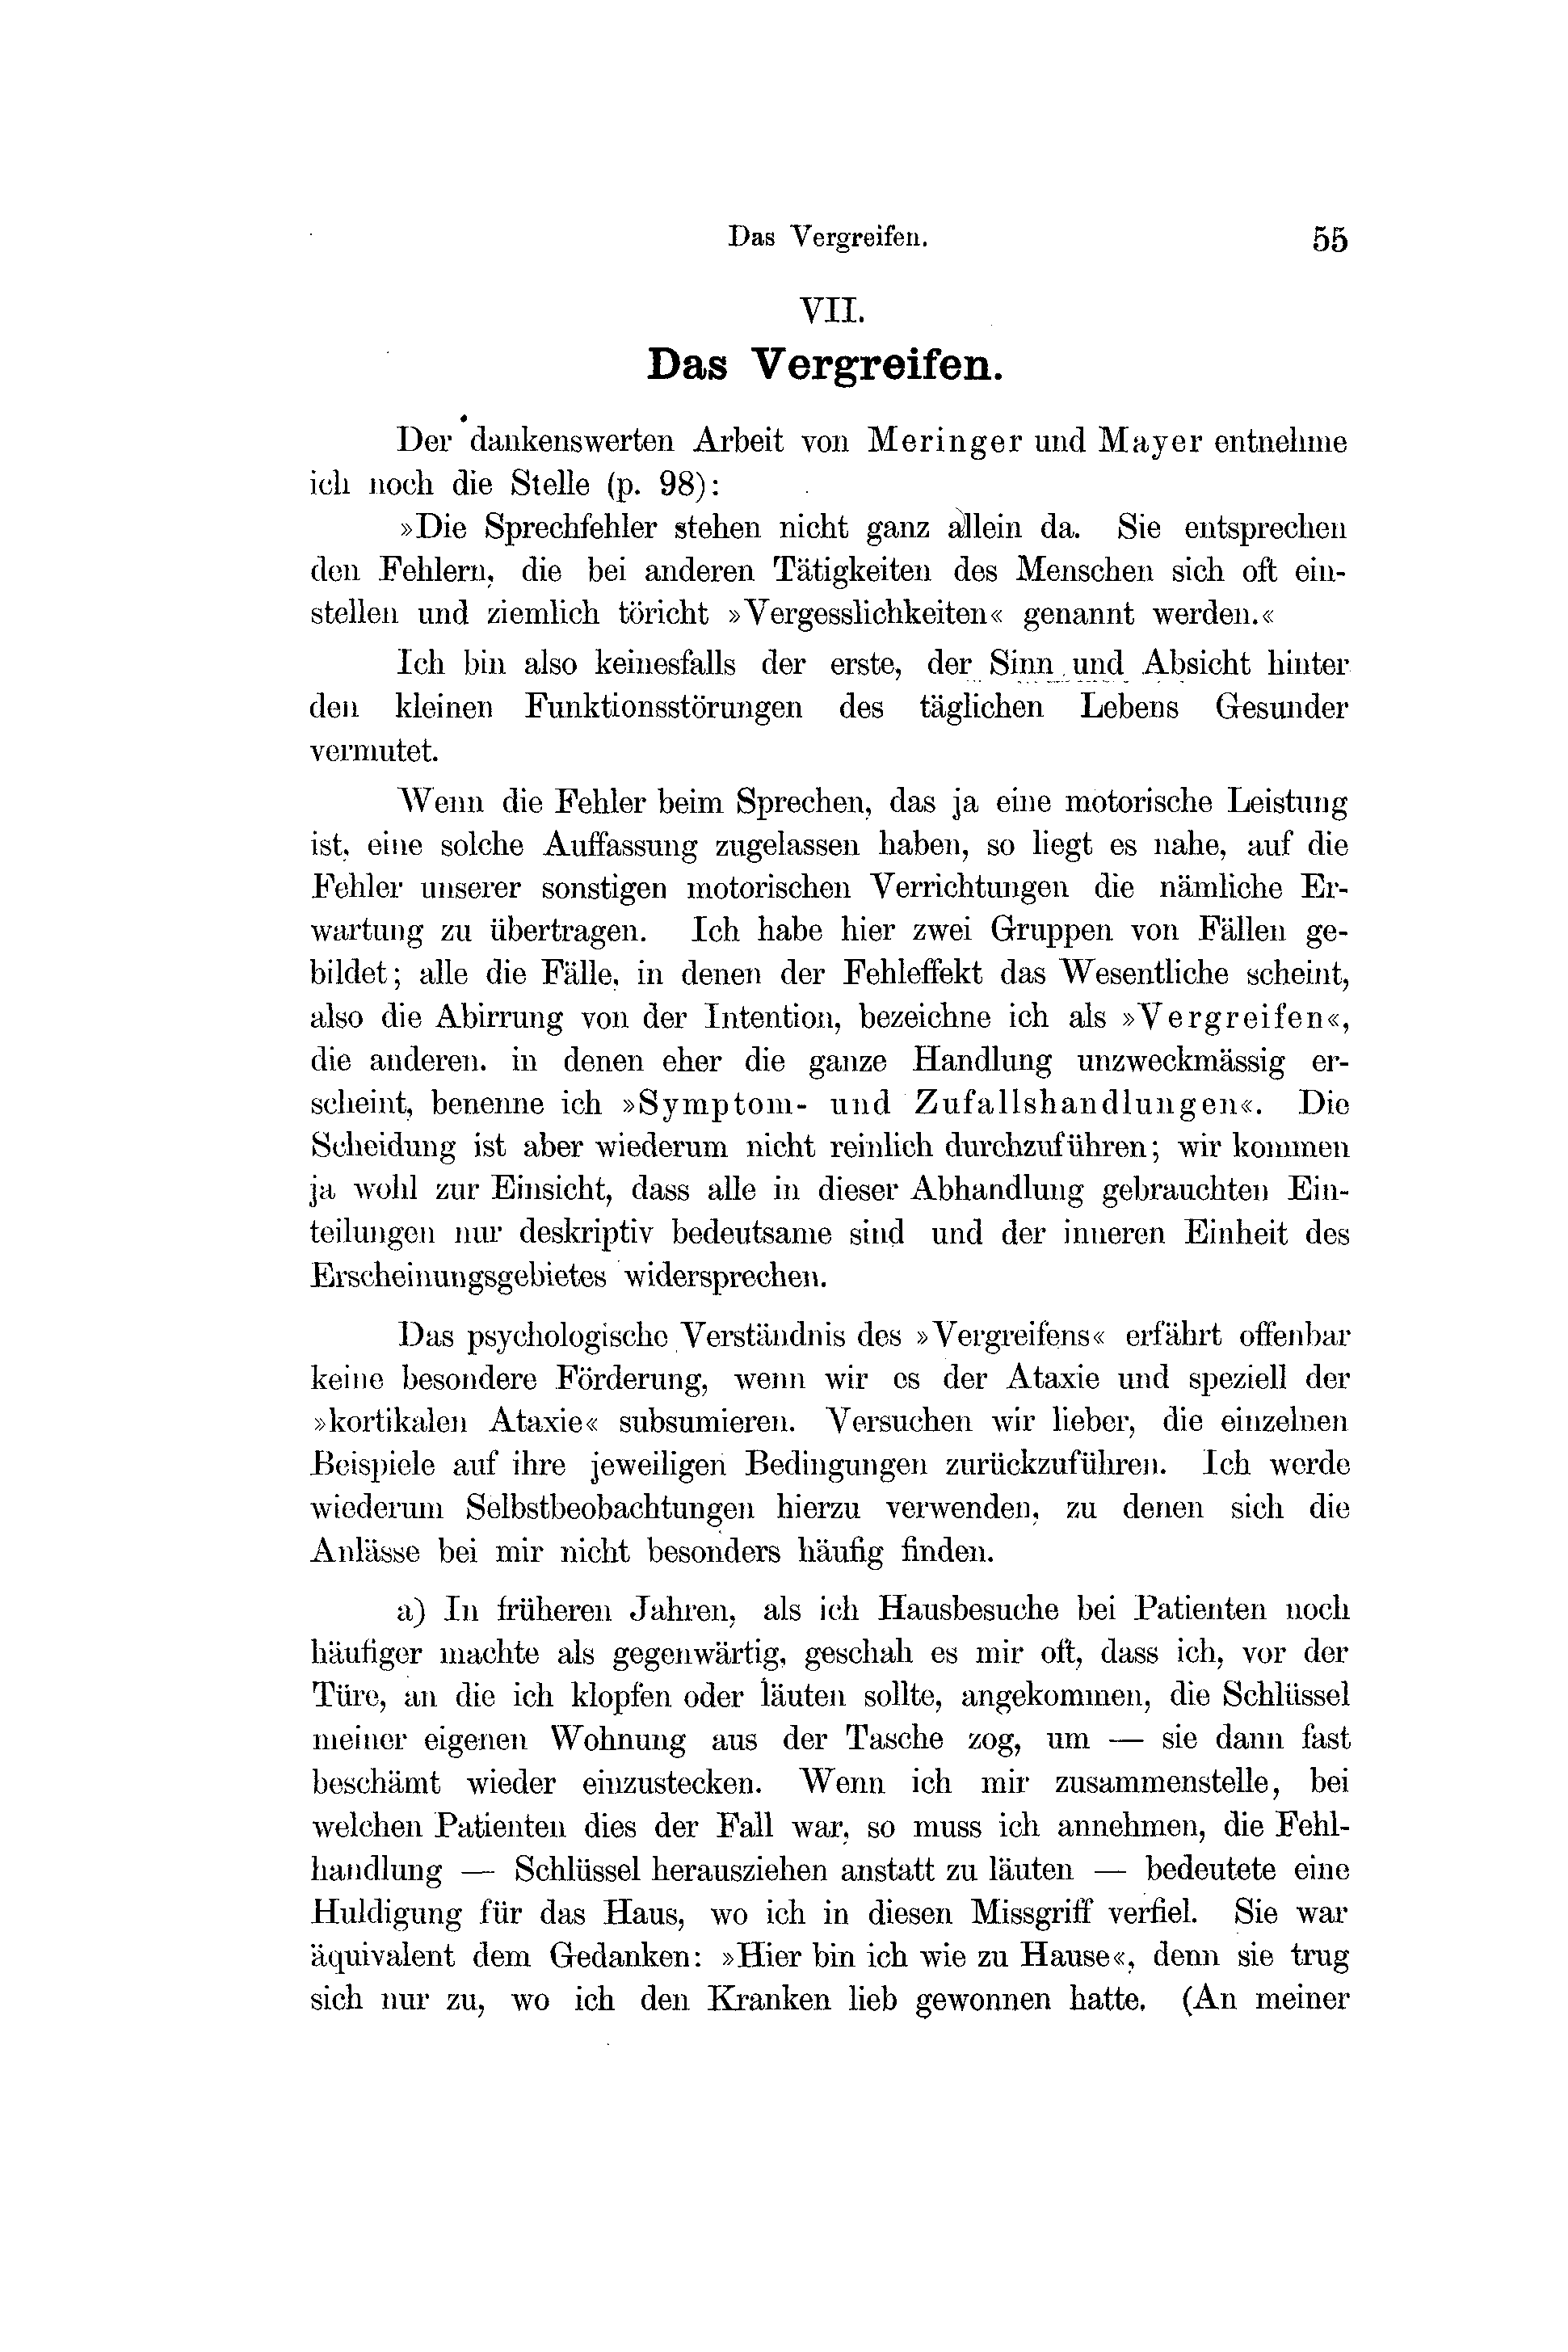 Das Vergreifen. 55
VII.
Das Vergreifen.
Der dankenswerten Arbeit von Meringer und Mayer entnehme
ich noch die Stelle (p. 98):
»Die Sprechfehler stehen nicht ganz allein da. Sie entsprechen
den Fehlern, die bei anderen Tätigkeiten des Menschen sich oft ein-
stellen und ziemlich töricht »Vergesslichkeiten« genannt werden.«
Ich bin also keinesfalls der erste, der Sinn und Absicht hinter
den kleinen Funktionsstörungen des täglichen Lebens Gesunder
vermutet.
Wenn die Fehler beim Sprechen, das ja eine motorische Leistung
ist, eine solche Auffassung zugelassen haben, so liegt es nahe, auf die
Fehler unserer sonstigen motorischen Verrichtungen die nämliche Er-
wartung zu übertragen. Ich habe hier zwei Gruppen von Fällen ge-
bildet; alle die Fälle, in denen der Fehleffekt das Wesentliche scheint,
also die Abirrung von der Intention, bezeichne ich als »Vergreifen«,
die anderen. in denen eher die ganze Handlung unzweckmässig er-
scheint, benenne ich »Symptom- und Zufallshandlungen«. Die
Scheidung ist aber wiederum nicht reinlich durchzuführen; wir kommen
ja wohl zur Einsicht, dass alle in dieser Abhandlung gebrauchten Ein-
teilungen nur deskriptiv bedeutsame sind und der inneren Einheit des
Erscheinungsgebietes widersprechen.
Das psychologische Verständnis des »Vergreifens« erfährt offenbar
keine besondere Förderung, wenn wir es der Ataxie und speziell der
»kortikalen Ataxie« subsumieren. Versuchen wir lieber, die einzelnen
Beispiele auf ihre jeweiligen Bedingungen zurückzuführen. Ich werde
wiederum Selbstbeobachtungen hierzu verwenden, zu denen sich die
Anlässe bei mir nicht besonders häufig finden.
a) In früheren Jahren, als ich Hausbesuche bei Patienten noch
häufiger machte als gegenwärtig, geschah es mir oft, dass ich, vor der
Türe, an die ich klopfen oder läuten sollte, angekommen, die Schlüssel
meiner eigenen Wohnung aus der Tasche zog, um — sie dann fast
beschämt wieder einzustecken. Wenn ich mir zusammenstelle, bei
welchen Patienten dies der Fall war, so muss ich annehmen, die Fehl-
handlung — Schlüssel herausziehen anstatt zu läuten — bedeutete eine
Huldigung für das Haus, wo ich in diesen Missgriff verfiel. Sie war
äquivalent dem Gedanken: »Hier bin ich wie zu Hause«, denn sie trug
sich nur zu, wo ich den Kranken lieb gewonnen hatte. (An meiner